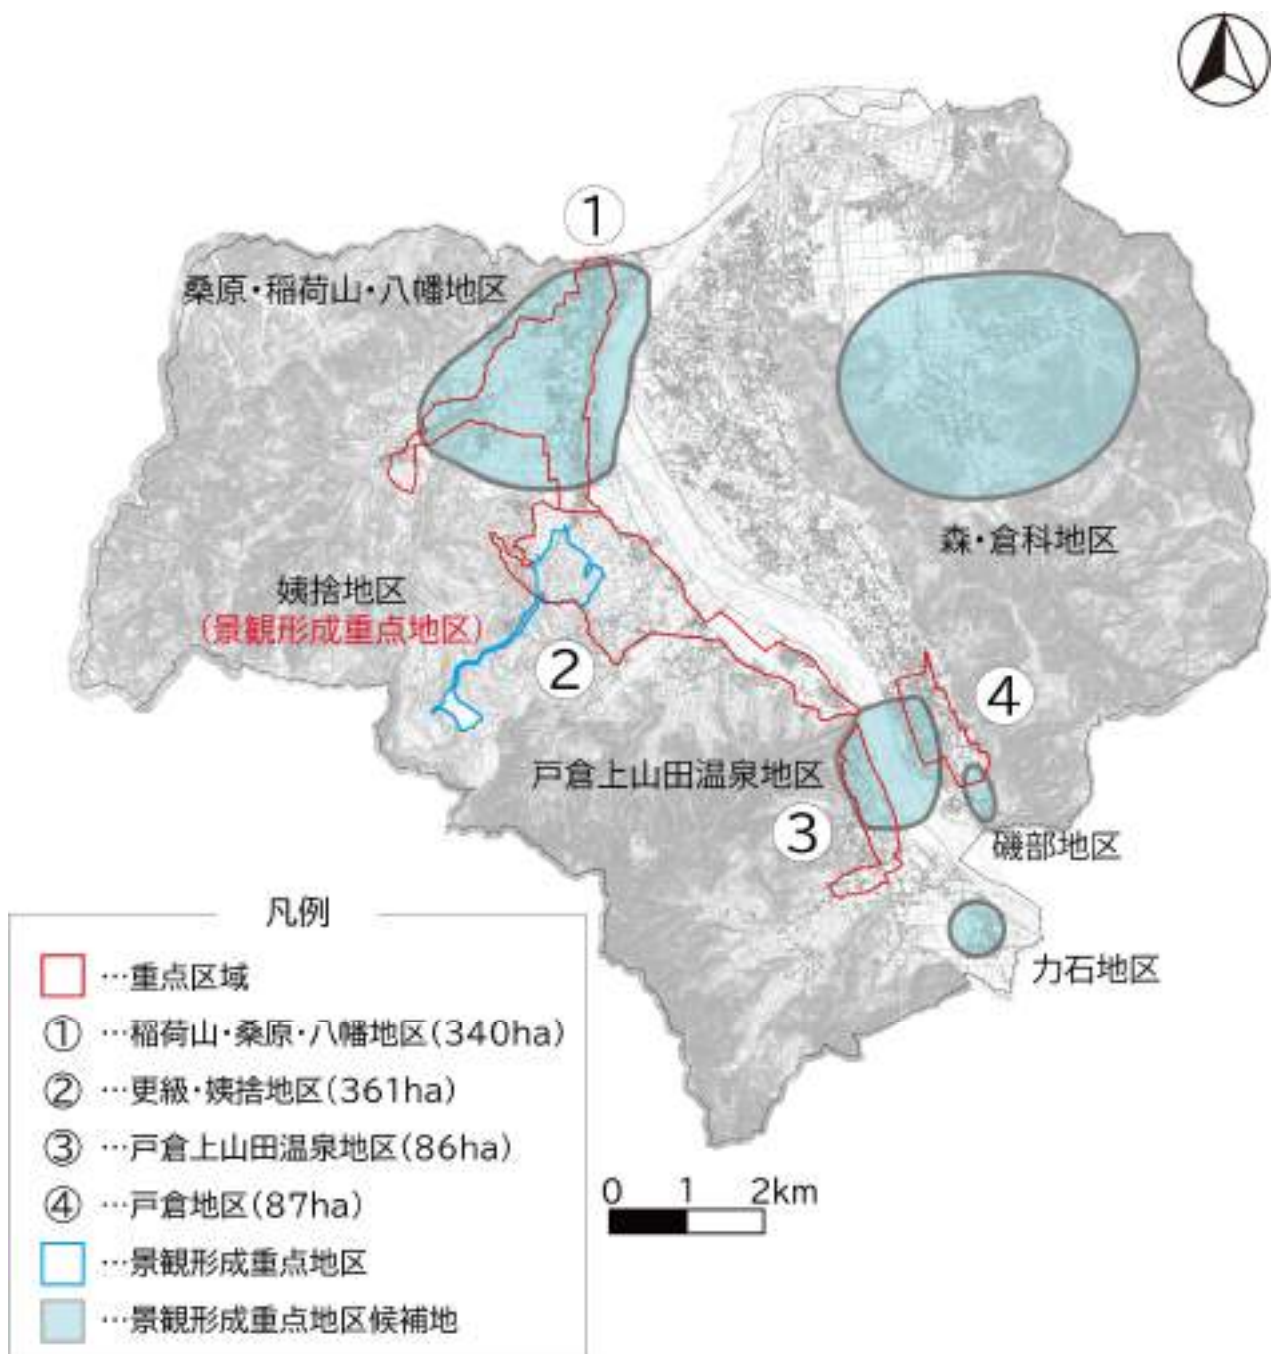 ①
桑原・稲荷山・八幡地区
森・倉科地区
姨捨地区
(景観形成重点地区)
②
④
戸倉上山田温泉地区
③
磯部地区
力石地区
凡例
…重点区域
① …稲荷山・桑原・八幡地区(340ha)
② …更級・姨捨地区(361ha)
③ …戸倉上山田温泉地区(86ha)
④ …戸倉地区(87ha)
…景観形成重点地区
…景観形成重点地区候補地
0 1 2km